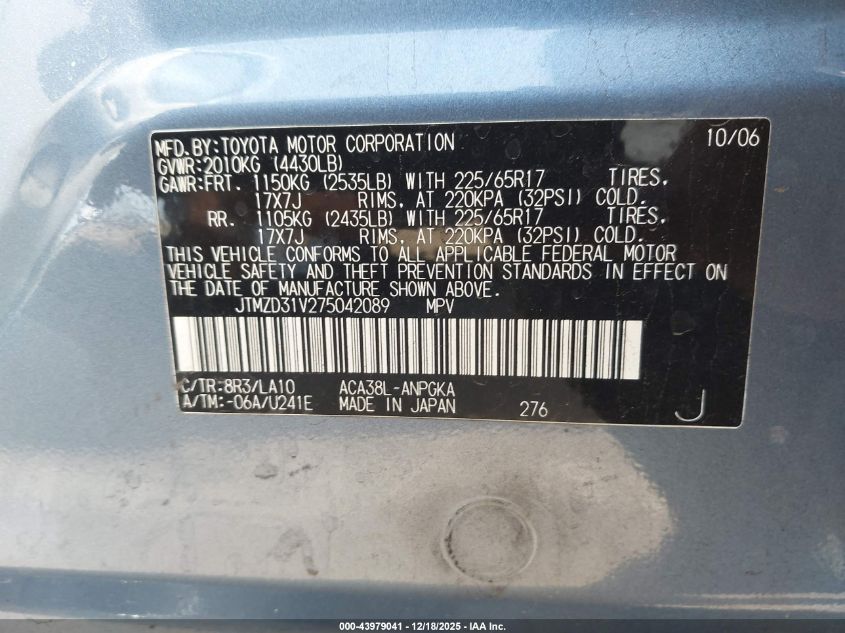 MFD. BY:TOYOTA MOTOR CORPORATION 10/06
GVWR:2010KG (4430LB)
GAWR:FRT. 1150KG (2535LB) WITH 225/65R17 TIRES,
17X7J RIMS, AT 220KPA (32PSI) COLD.
RR. 1105KG (2435LB) WITH 225/65R17 TIRES,
17X7J RIMS, AT 220KPA (32PSI) COLD.
THIS VEHICLE CONFORMS TO ALL APPLICABLE FEDERAL MOTOR
VEHICLE SAFETY AND THEFT PREVENTION STANDARDS IN EFFECT ON
THE DATE OF MANUFACTURE SHOWN ABOVE.
JTMZD31V275042089 MPV
C/TR:8R3/LA10 ACA38L-ANPGKA
A/TM:-06A/U241E MADE IN JAPAN 276 J
000-43979041 | 12/18/2025 - IAA Inc.